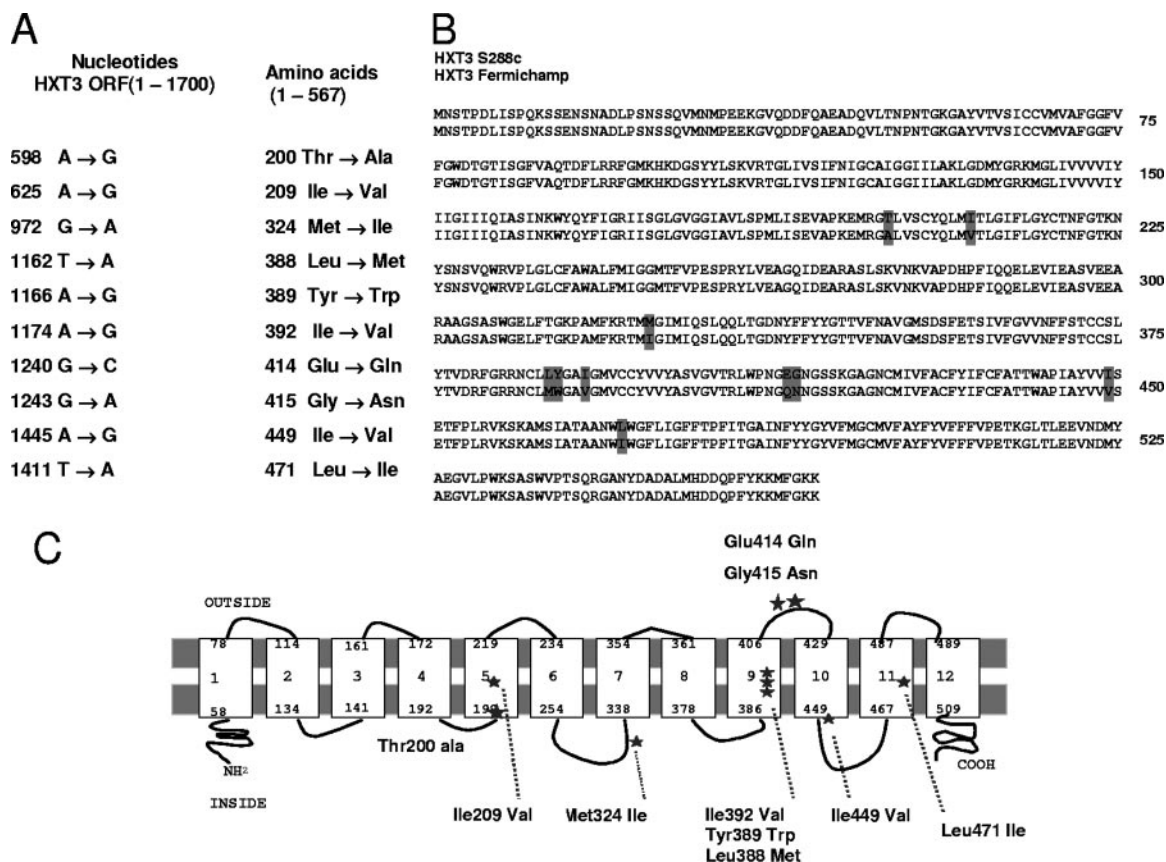 A
Nucleotides
HXT3 ORF(1 – 1700)
Amino acids
(1 – 567)
598 A → G 200 Thr → Ala
625 A → G 209 Ile → Val
972 G → A 324 Met → Ile
1162 T → A 388 Leu → Met
1166 A → G 389 Tyr → Trp
1174 A → G 392 Ile → Val
1240 G → C 414 Glu → Gln
1243 G → A 415 Gly → Asn
1445 A → G 449 Ile → Val
1411 T → A 471 Leu → Ile
B
HXT3 S288c
HXT3 Fermichamp
MNSTPDLISPQKSSENSNADLPSNSSQVMNMPEEKGVQDDFQAEADQVLTNPNTGKGAYVTVSICCVMVAFGGFV
MNSTPDLISPQKSSENSNADLPSNSSQVMNMPEEKGVQDDFQAEADQVLTNPNTGKGAYVTVSICCVMVAFGGFV
75
FGWDTGTISGFVAQTDFLRRFGMKHKDGSYYLSKVRTGLIVSIFNIGCAIGGIILAKLGDMYGRKMGLIVVVVIY
FGWDTGTISGFVAQTDFLRRFGMKHKDGSYYLSKVRTGLIVSIFNIGCAIGGIILAKLGDMYGRKMGLIVVVVIY
150
IIGIIIQIASINKWYQYFIGRIISGLGVGGIAVLSPMLISEVAPKEMRGTLVSCYQLMITLGIFLGYCTNFGTKN
IIGIIIQIASINKWYQYFIGRIISGLGVGGIAVLSPMLISEVAPKEMRGALVSCYQLMVTLGIFLGYCTNFGTKN
225
YSNSVQWRVPLGLCFAWALFMIGGMTFVPESPRYLVEAGQIDEARASLSKVNKVAPDHPFIQQELEVIEASVEEA
YSNSVQWRVPLGLCFAWALFMIGGMTFVPESPRYLVEAGQIDEARASLSKVNKVAPDHPFIQQELEVIEASVEEA
300
RAAGSASWGELFTGKPAMFKRTMMGIMIQSLQQLTGDNYFFYYGTTVFNAVGMSDSFETSIVFGVVNFFSTCCSL
RAAGSASWGELFTGKPAMFKRTMIGIMIQSLQQLTGDNYFFYYGTTVFNAVGMSDSFETSIVFGVVNFFSTCCSL
375
YTVDRFGRRNCLLYGAIGMVCCYVVYASVGVTRLWPNGEGNGSSKGAGNCMIVFACFYIFCFATTWAPIAYVVIS
YTVDRFGRRNCLMWGAVGMVCCYVVYASVGVTRLWPNGQNNGSSKGAGNCMIVFACFYIFCFATTWAPIAYVVVS
450
ETFPLRVKSKAMSIATAANWLWGFLIGFFTPFITGAINFYYGYVFMGCMVFAYFYVFFFVPETKGLTLEEVNDMY
ETFPLRVKSKAMSIATAANWIWGFLIGFFTPFITGAINFYYGYVFMGCMVFAYFYVFFFVPETKGLTLEEVNDMY
525
AEGVLPWKSASWVPTSQRGANYDADALMHDDQPFYKKMFGKK
AEGVLPWKSASWVPTSQRGANYDADALMHDDQPFYKKMFGKK
C
Glu414 Gln
Gly415 Asn
OUTSIDE
78 114 161 172 219 234 354 361 406 429 487 489
1 2 3 4 5 6 7 8 9 10 11 12
58 134 141 192 199 254 338 378 386 449 467 509
Thr200 ala
NH2
COOH
INSIDE
Ile209 Val
Met324 Ile
Ile392 Val
Tyr389 Trp
Leu388 Met
Ile449 Val
Leu471 Ile